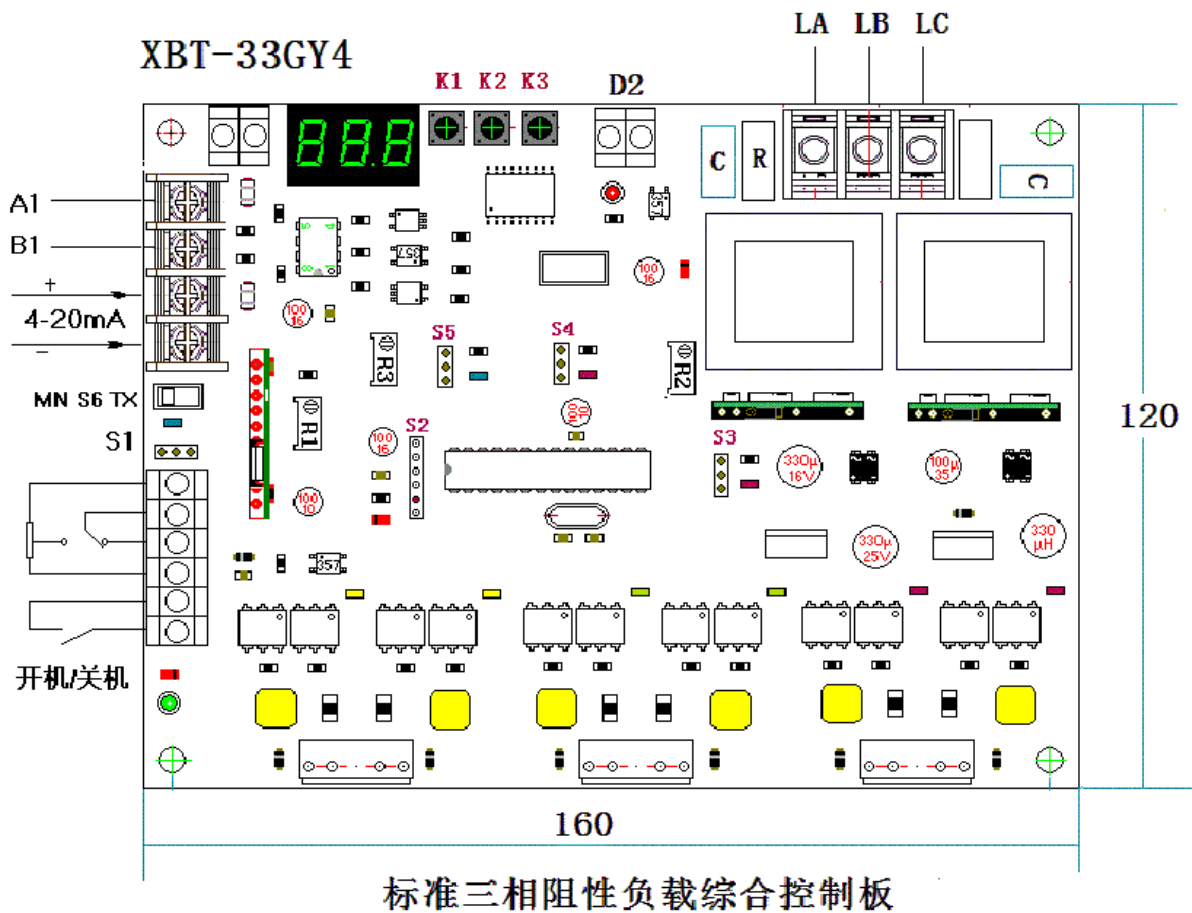 LA LB LC
XBT-33GY4
K1 K2 K3
D2
88.8
C
R
C
A1
357
B1
357
+
4-20mA
−
100
16
100
16
S5
S4
R3
R2
MN S6 TX
R1
S1
S2
100
16
S3
330μ
16V
100μ
35
120
100
10
330μ
25V
330
μH
357
开机/关机
160
标准三相阻性负载综合控制板